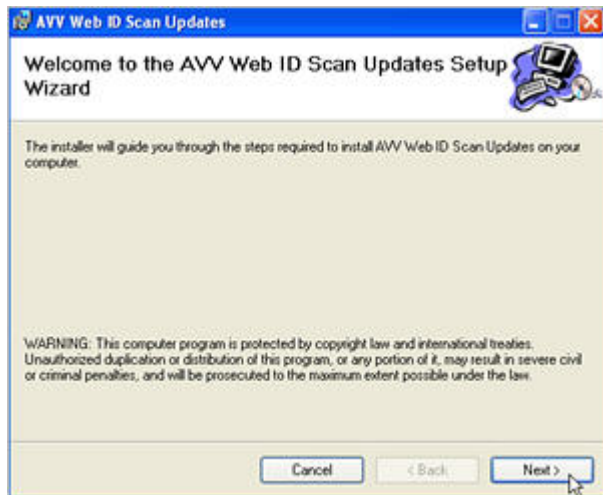 AVV Web ID Scan Updates
Welcome to the AVV Web ID Scan Updates Setup
Wizard
The installer will guide you through the steps required to install AVV Web ID Scan Updates on your
computer.
WARNING: This computer program is protected by copyright law and international treaties.
Unauthorized duplication or distribution of this program, or any portion of it, may result in severe civil
or criminal penalties, and will be prosecuted to the maximum extent possible under the law.
Cancel
< Back
Next >